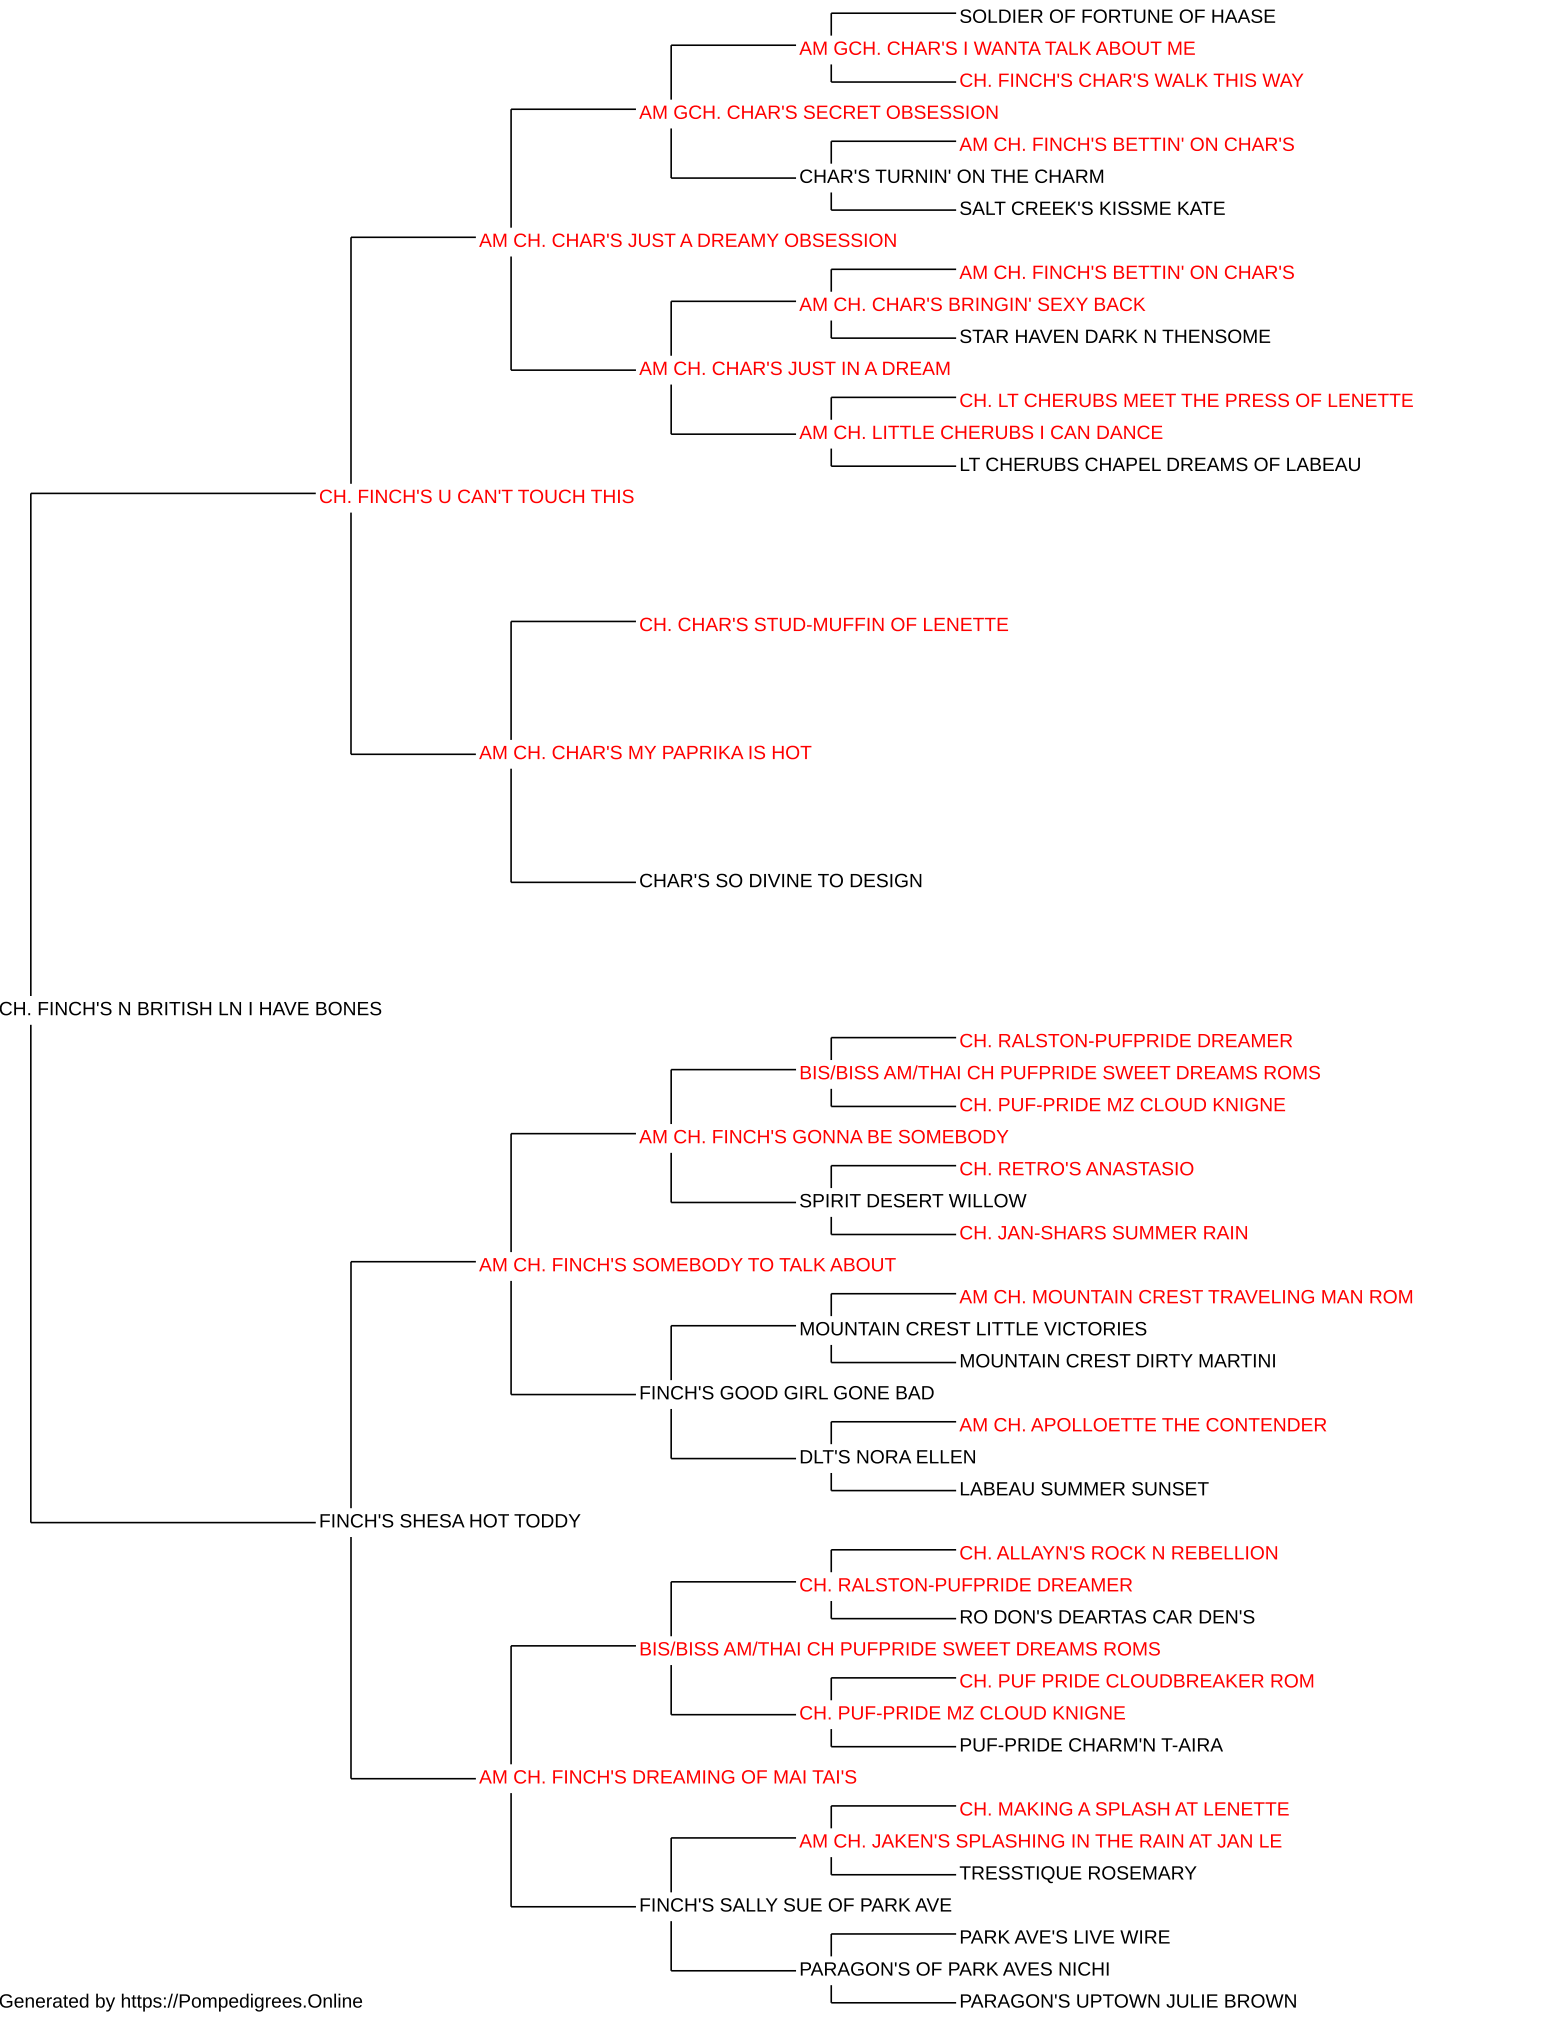 SOLDIER OF FORTUNE OF HAASE
AM GCH. CHAR'S I WANTA TALK ABOUT ME
CH. FINCH'S CHAR'S WALK THIS WAY
AM GCH. CHAR'S SECRET OBSESSION
AM CH. FINCH'S BETTIN' ON CHAR'S
CHAR'S TURNIN' ON THE CHARM
SALT CREEK'S KISSME KATE
AM CH. CHAR'S JUST A DREAMY OBSESSION
AM CH. FINCH'S BETTIN' ON CHAR'S
AM CH. CHAR'S BRINGIN' SEXY BACK
STAR HAVEN DARK N THENSOME
AM CH. CHAR'S JUST IN A DREAM
CH. LT CHERUBS MEET THE PRESS OF LENETTE
AM CH. LITTLE CHERUBS I CAN DANCE
LT CHERUBS CHAPEL DREAMS OF LABEAU
CH. FINCH'S U CAN'T TOUCH THIS
CH. CHAR'S STUD-MUFFIN OF LENETTE
AM CH. CHAR'S MY PAPRIKA IS HOT
CHAR'S SO DIVINE TO DESIGN
CH. FINCH'S N BRITISH LN I HAVE BONES
CH. RALSTON-PUFPRIDE DREAMER
BIS/BISS AM/THAI CH PUFPRIDE SWEET DREAMS ROMS
CH. PUF-PRIDE MZ CLOUD KNIGNE
AM CH. FINCH'S GONNA BE SOMEBODY
CH. RETRO'S ANASTASIO
SPIRIT DESERT WILLOW
CH. JAN-SHARS SUMMER RAIN
AM CH. FINCH'S SOMEBODY TO TALK ABOUT
AM CH. MOUNTAIN CREST TRAVELING MAN ROM
MOUNTAIN CREST LITTLE VICTORIES
MOUNTAIN CREST DIRTY MARTINI
FINCH'S GOOD GIRL GONE BAD
AM CH. APOLLOETTE THE CONTENDER
DLT'S NORA ELLEN
LABEAU SUMMER SUNSET
FINCH'S SHESA HOT TODDY
CH. ALLAYN'S ROCK N REBELLION
CH. RALSTON-PUFPRIDE DREAMER
RO DON'S DEARTAS CAR DEN'S
BIS/BISS AM/THAI CH PUFPRIDE SWEET DREAMS ROMS
CH. PUF PRIDE CLOUDBREAKER ROM
CH. PUF-PRIDE MZ CLOUD KNIGNE
PUF-PRIDE CHARM'N T-AIRA
AM CH. FINCH'S DREAMING OF MAI TAI'S
CH. MAKING A SPLASH AT LENETTE
AM CH. JAKEN'S SPLASHING IN THE RAIN AT JAN LE
TRESSTIQUE ROSEMARY
FINCH'S SALLY SUE OF PARK AVE
PARK AVE'S LIVE WIRE
PARAGON'S OF PARK AVES NICHI
PARAGON'S UPTOWN JULIE BROWN
Generated by https://Pompedigrees.Online